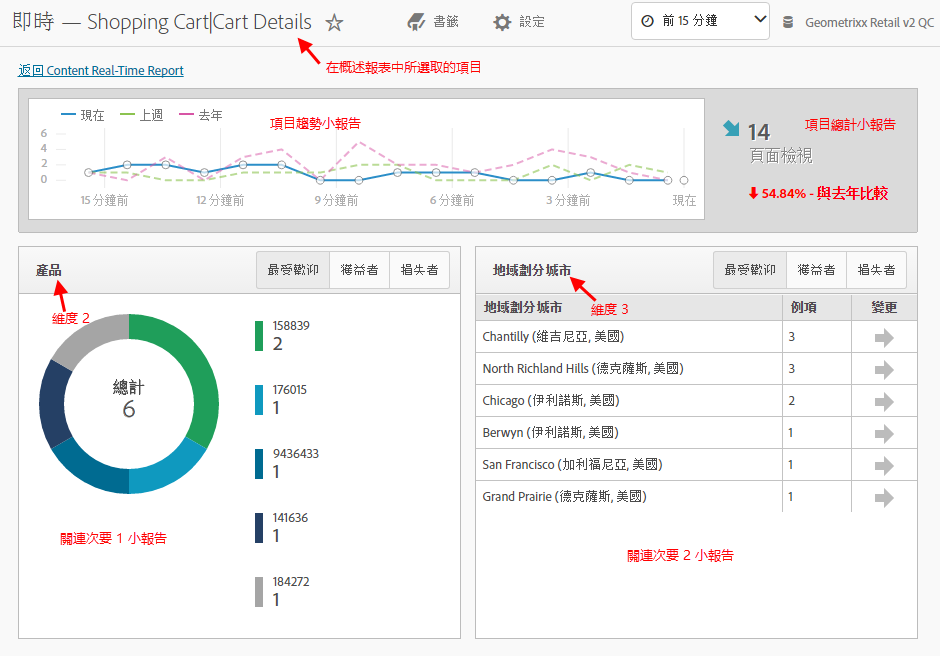 即時 — Shopping Cart|Cart Details
書籤
設定
前 15 分鐘
Geometrixx Retail v2 QC
在概述報表中所選取的項目
返回 Content Real-Time Report
現在
上週
去年
項目趨勢小報告
6
4
2
0
15 分鐘前
12 分鐘前
9 分鐘前
6 分鐘前
3 分鐘前
現在
14
頁面檢視
項目總計小報告
54.84% - 與去年比較
產品
最受歡迎
獲益者
損失者
維度 2
總計
6
158839
2
176015
1
9436433
1
141636
1
184272
1
關連次要 1 小報告
地域劃分城市
最受歡迎
獲益者
損失者
維度 3
地域劃分城市 例項 變更
Chantilly (維吉尼亞, 美國) 3
North Richland Hills (德克薩斯, 美國) 3
Chicago (伊利諾斯, 美國) 2
Berwyn (伊利諾斯, 美國) 1
San Francisco (加利福尼亞, 美國) 1
Grand Prairie (德克薩斯, 美國) 1
關連次要 2 小報告